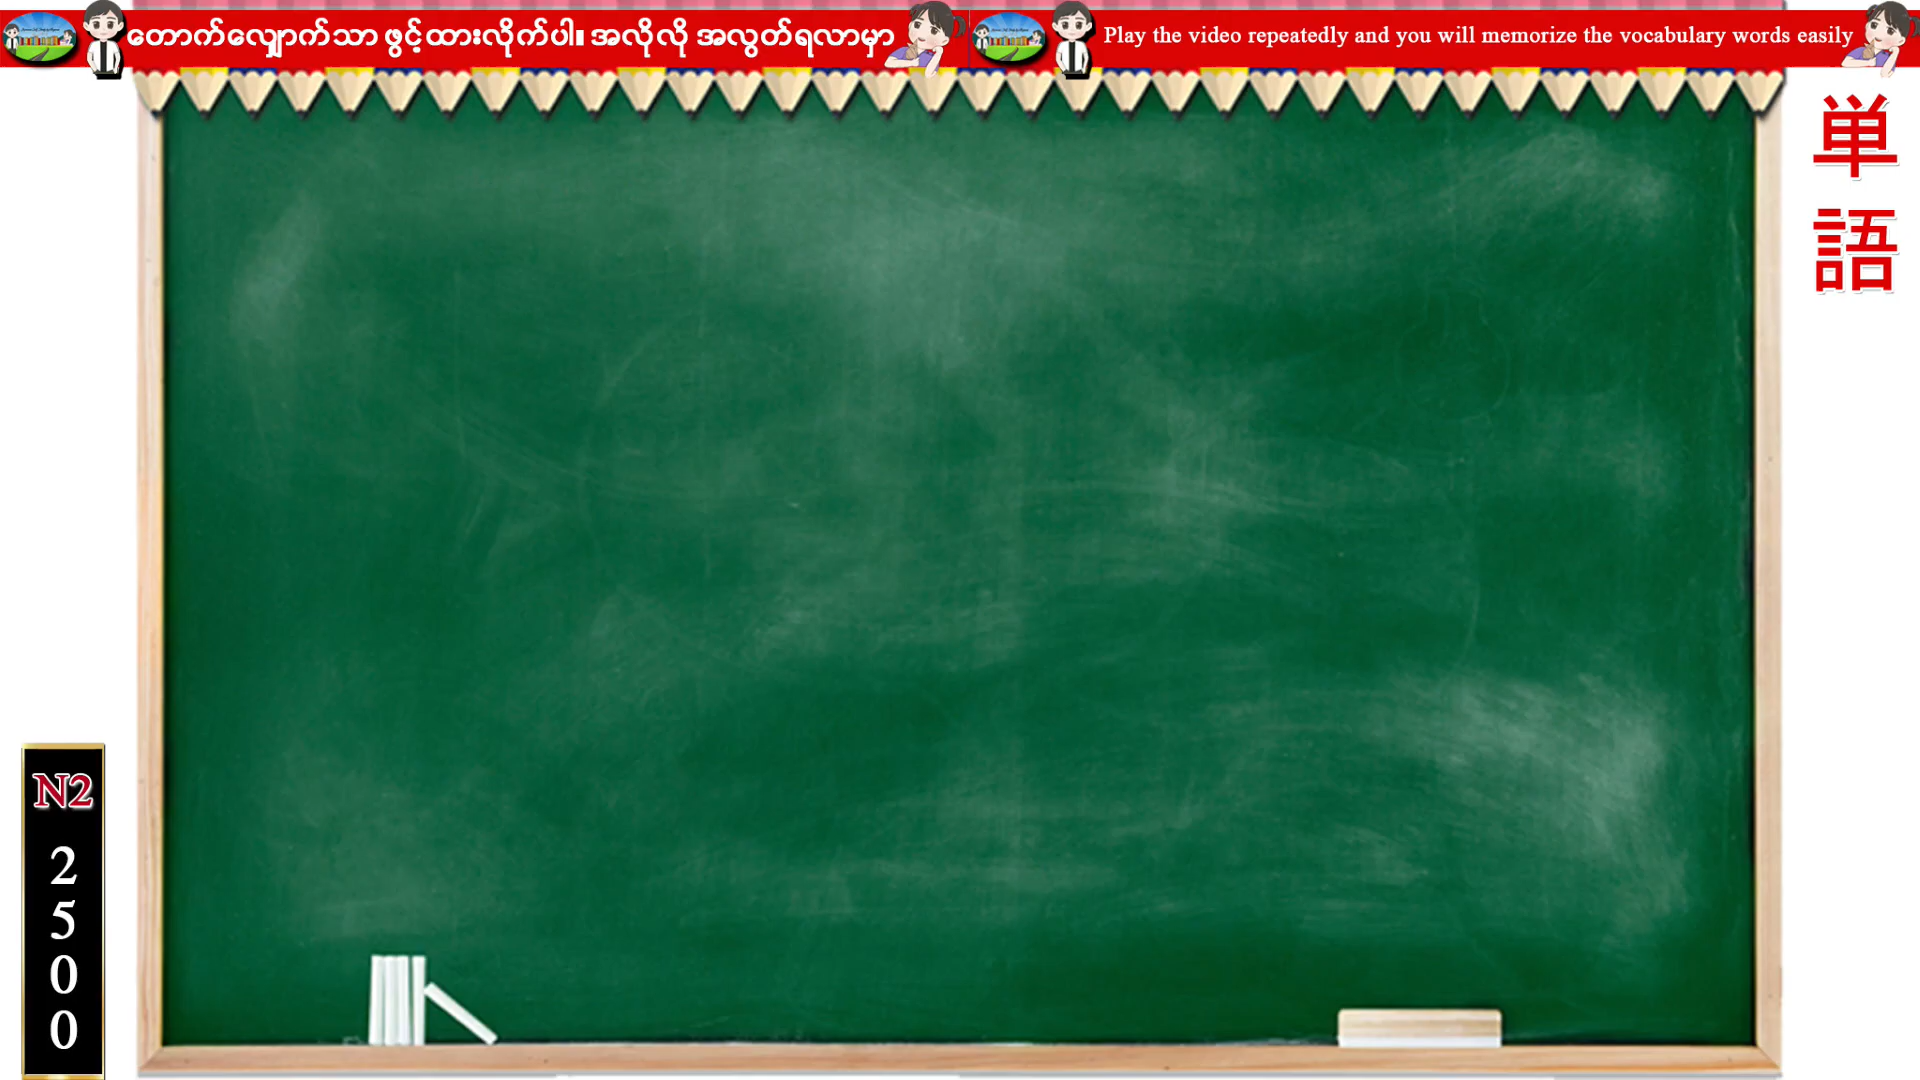 တောက်လျှောက်သာ ဖွင့်ထားလိုက်ပါ။ အလိုလို အလွတ်ရလာမှာ
Play the video repeatedly and you will memorize the vocabulary words easily
単
語
N2
2
5
0
0